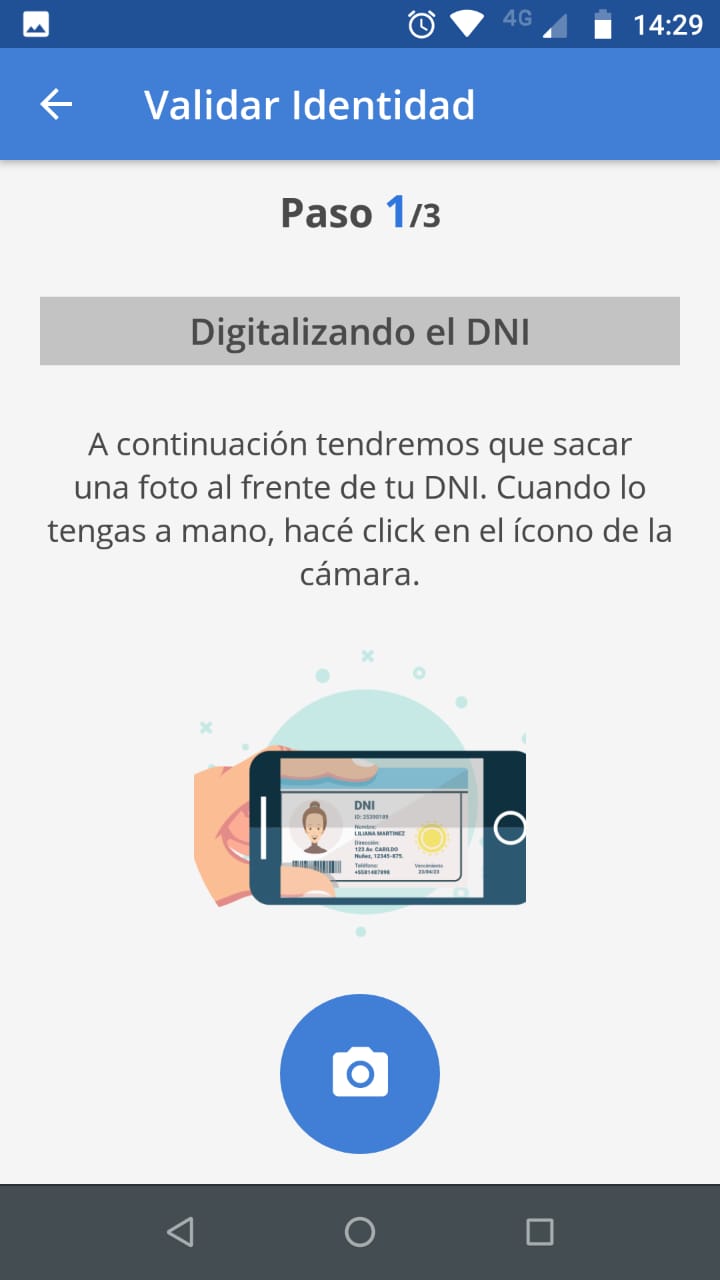 4G 14:29
Validar Identidad
Paso 1/3
Digitalizando el DNI
A continuación tendremos que sacar
una foto al frente de tu DNI. Cuando lo
tengas a mano, hacé click en el ícono de la
cámara.
DNI
ID: 25300189
Nombre:
LILIANA MARTINEZ
Dirección:
123 Av. CABILDO
Nuñez, 12345-875.
Teléfono:
+5581487898
Vencimiento
23/04/23